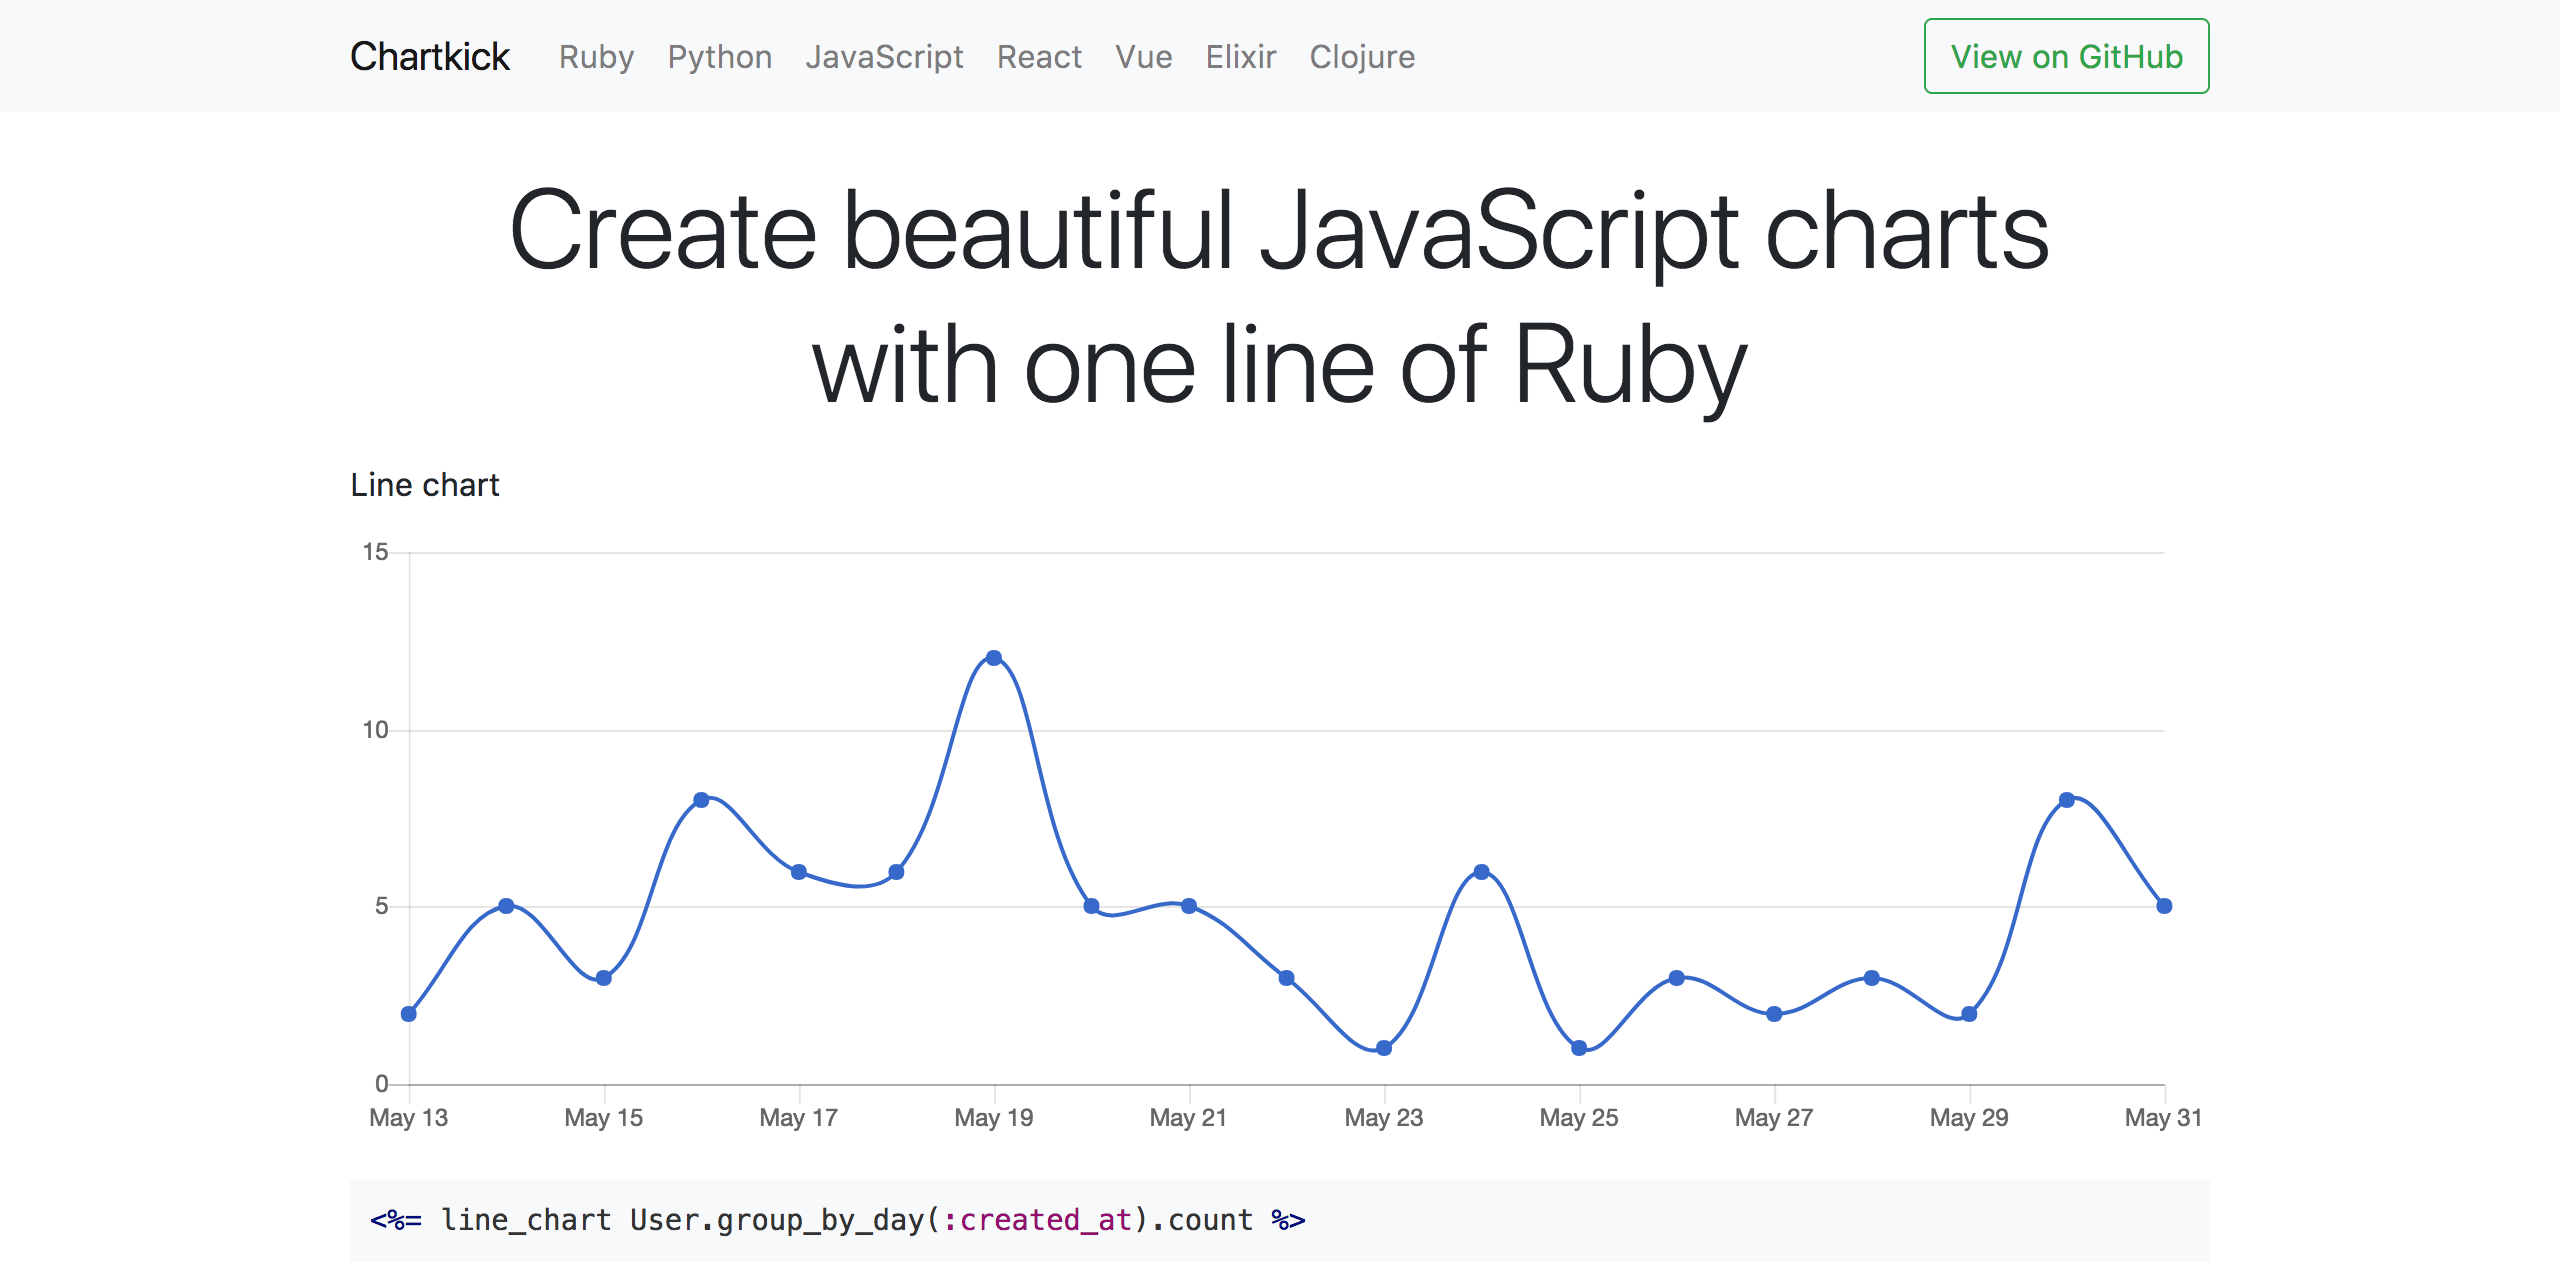 Chartkick Ruby Python JavaScript React Vue Elixir Clojure View on GitHub
Create beautiful JavaScript charts
with one line of Ruby
Line chart
15
10
5
0
May 13 May 15 May 17 May 19 May 21 May 23 May 25 May 27 May 29 May 31
<%= line_chart User.group_by_day(:created_at).count %>